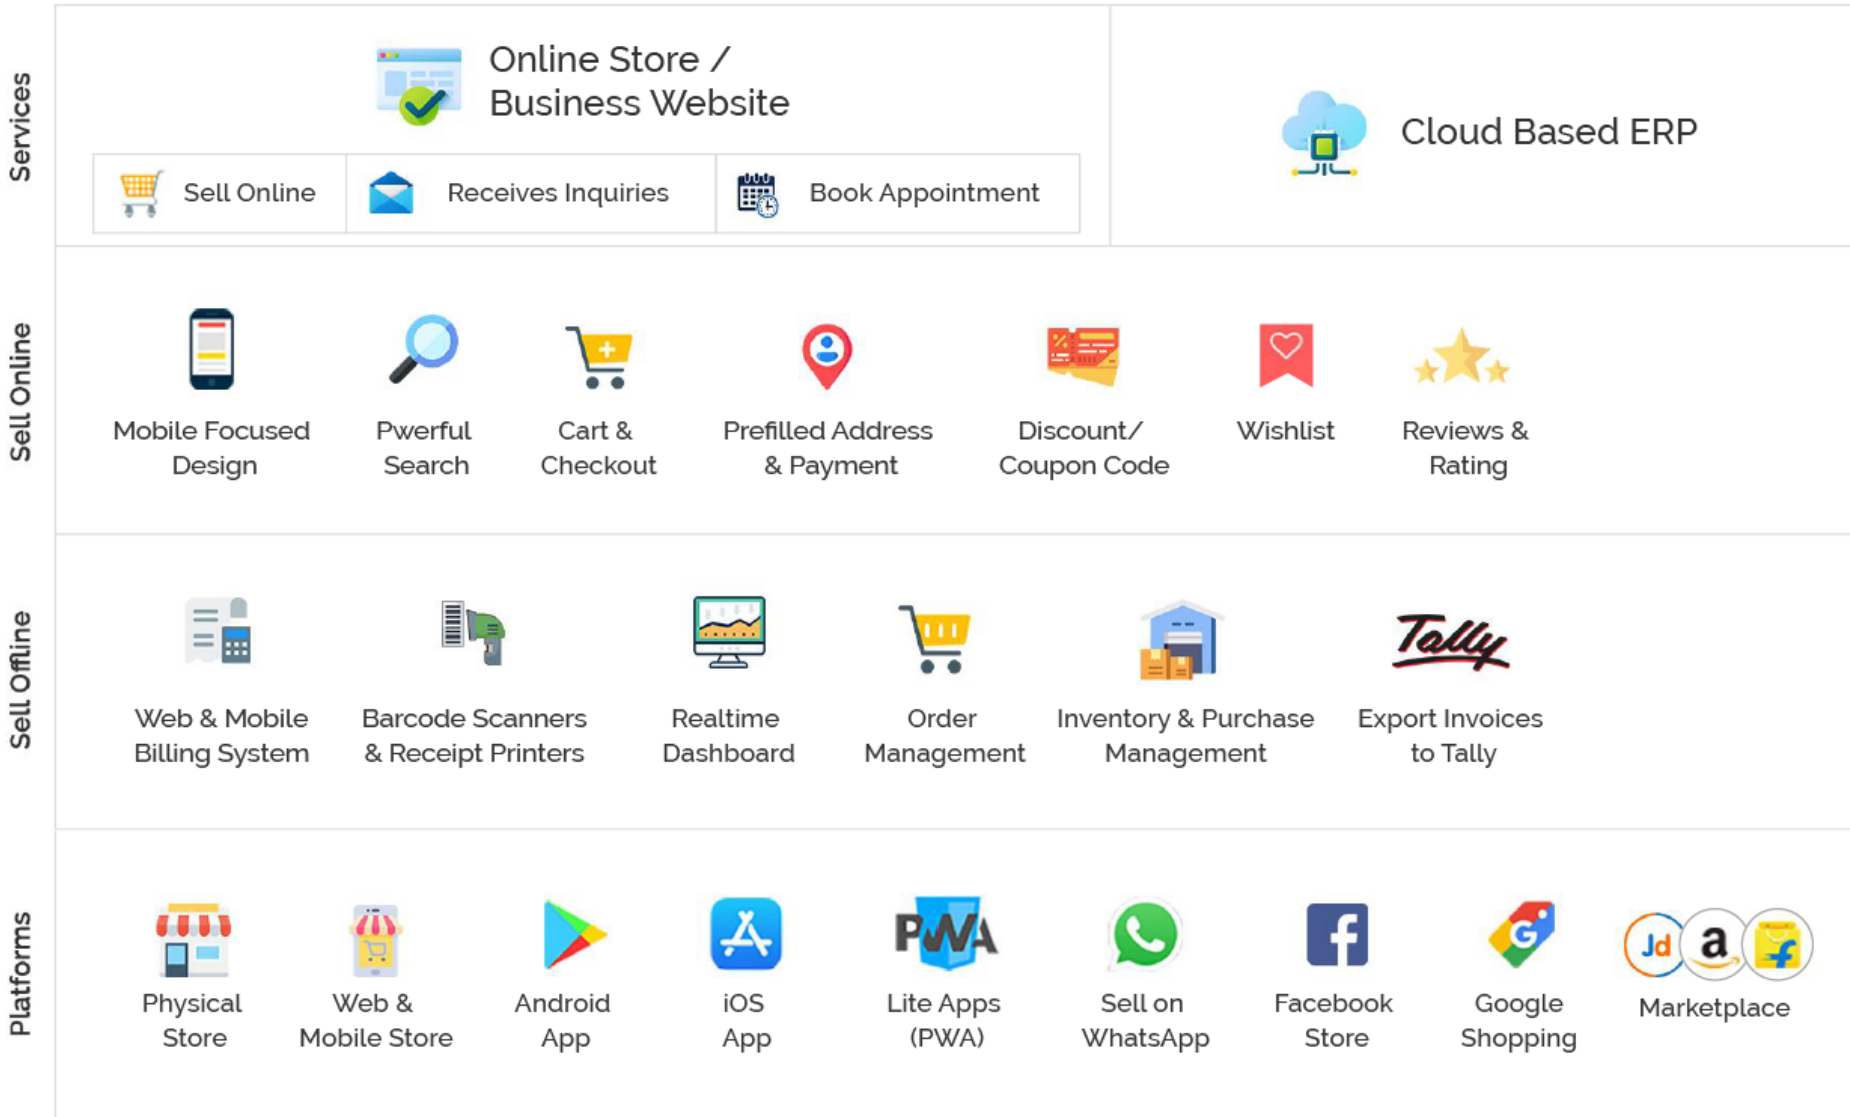 Services
Online Store /
Business Website
Cloud Based ERP
Sell Online
Receives Inquiries
Book Appointment
Sell Online
Mobile Focused
Design
Pwerful
Search
Cart &
Checkout
Prefilled Address
& Payment
Discount/
Coupon Code
Wishlist
Reviews &
Rating
Sell Offline
Tally
Web & Mobile
Billing System
Barcode Scanners
& Receipt Printers
Realtime
Dashboard
Order
Management
Inventory & Purchase
Management
Export Invoices
to Tally
Platforms
PWA
G
Jd
a
Physical
Store
Web &
Mobile Store
Android
App
iOS
App
Lite Apps
(PWA)
Sell on
WhatsApp
Facebook
Store
Google
Shopping
Marketplace